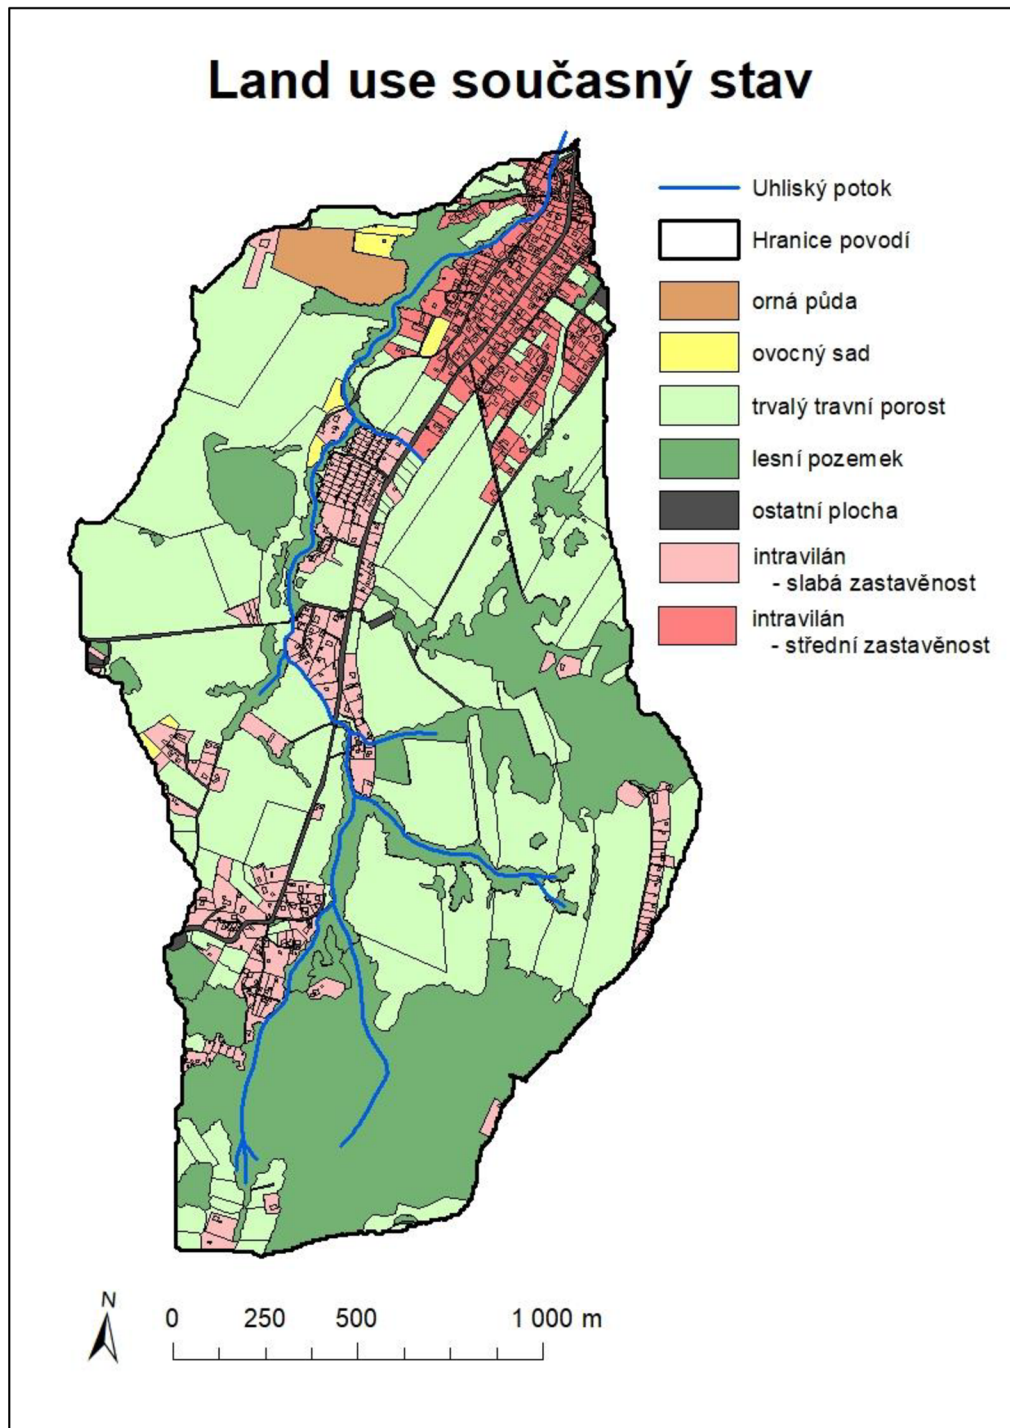 Land use současný stav
Uhliský potok
Hranice povodí
orná půda
ovocný sad
trvalý travní porost
lesní pozemek
ostatní plocha
intravilán
- slabá zastavěnost
intravilán
- střední zastavěnost
N
0 250 500 1 000 m